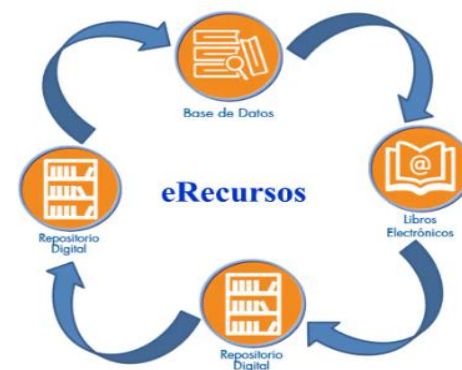 Base de Datos
eRecursos
@
Libros
Electrónicos
Repositorio
Digital
Repositorio
Digital